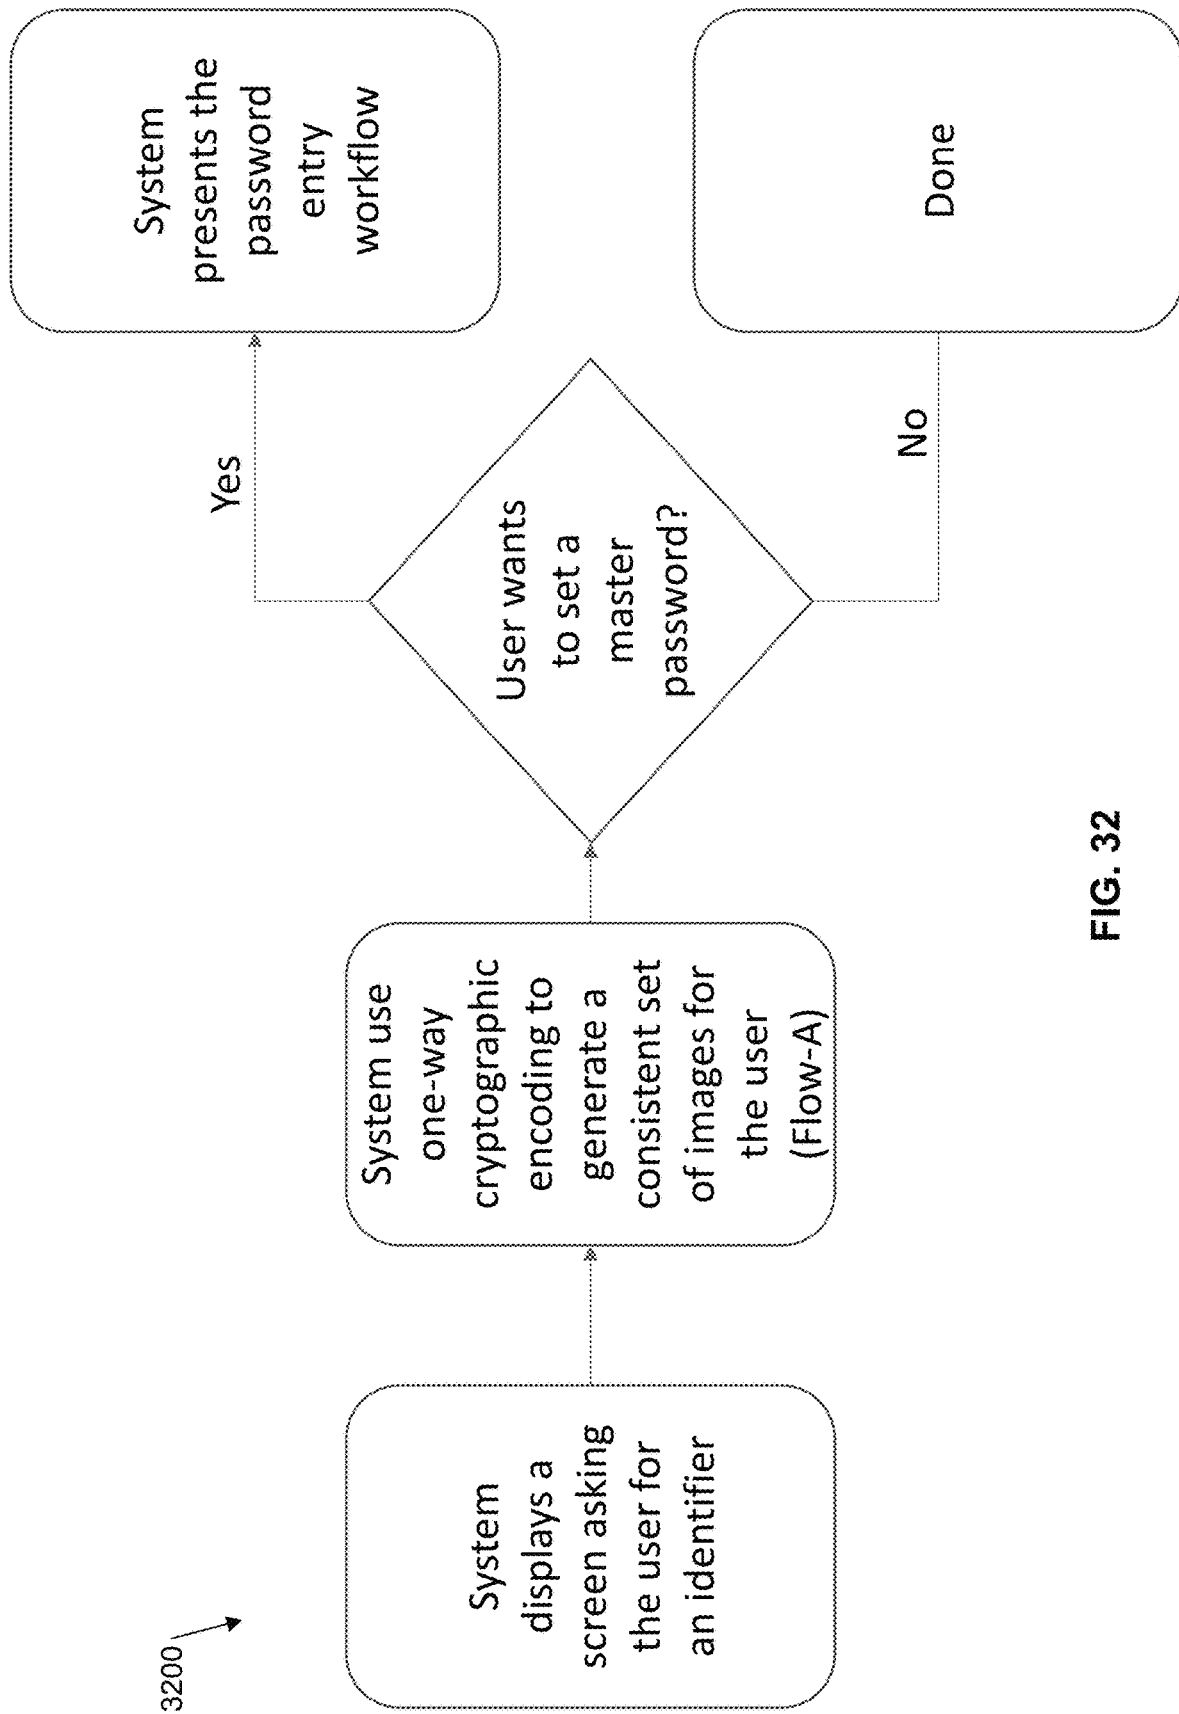 3200
System
displays a
screen asking
the user for
an identifier
System use
one-way
cryptographic
encoding to
generate a
consistent set
of images for
the user
(Flow-A)
User wants
to set a
master
password?
Yes
System
presents the
password
entry
workflow
No
Done
FIG. 32